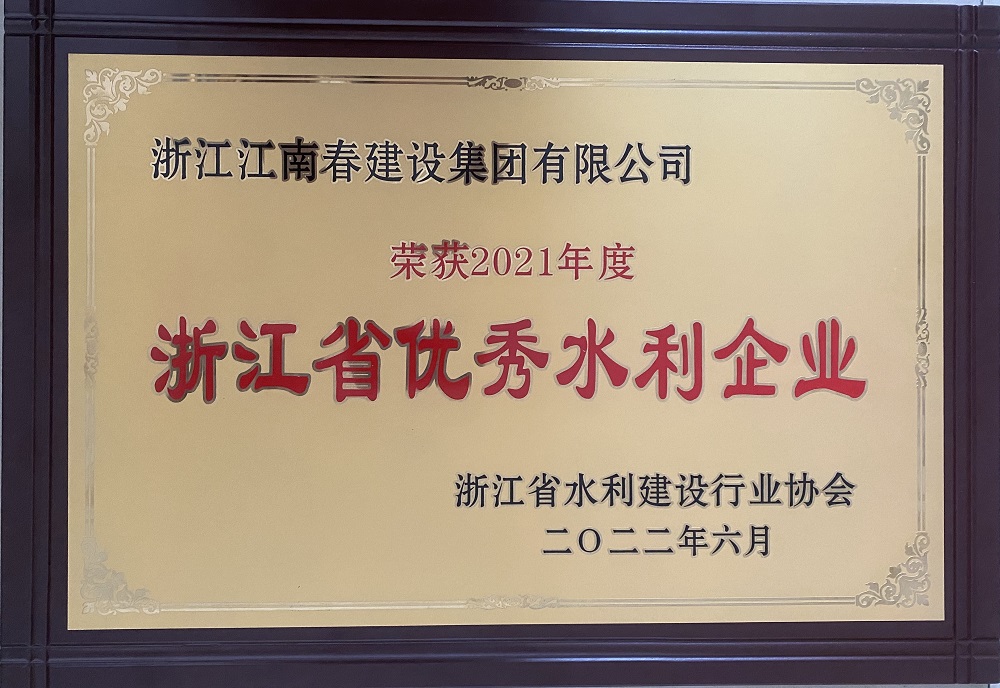 浙江江南春建设集团有限公司
荣获2021年度
浙江省优秀水利企业
浙江省水利建设行业协会
二〇二二年六月